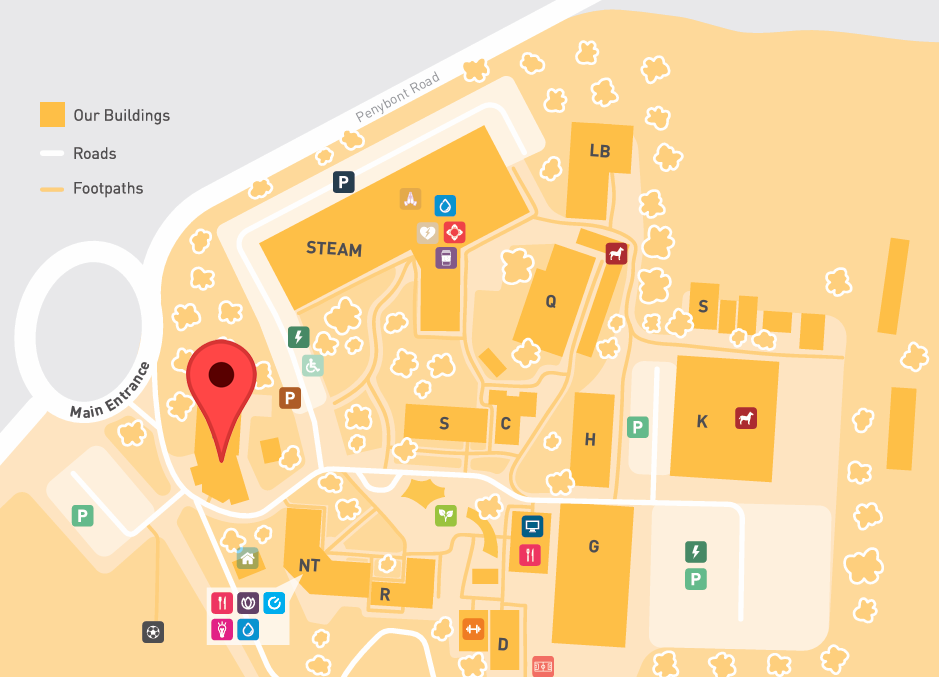 Penybont Road
Our Buildings
Roads
Footpaths
LB
P
STEAM
Q
S
Main Entrance
P
S
C
H
P
K
P
G
NT
P
R
D